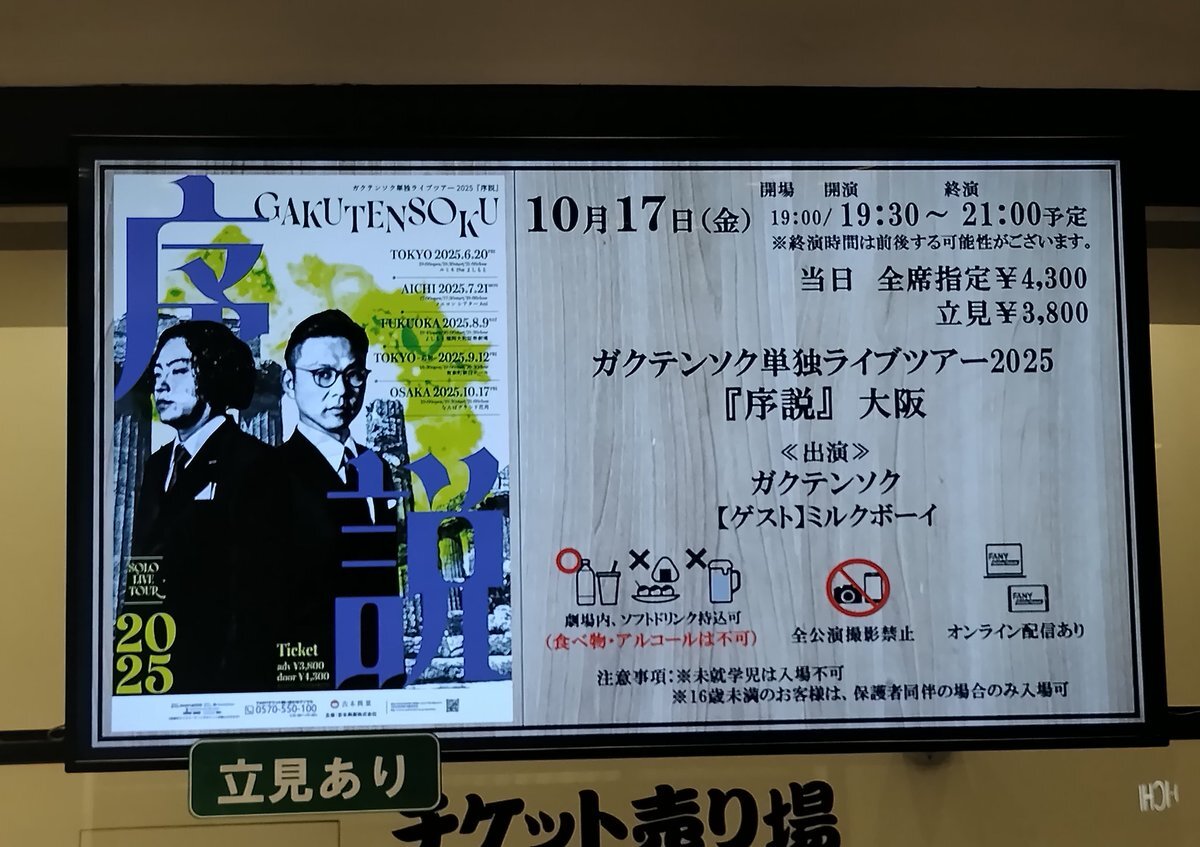 ガクテンソク単独ライブツアー2025『序説』
GAKUTENSOKU
序説
TOKYO 2025.6.20 FRI
AICHI 2025.7.21
FUKUOKA 2025.8.9
TOKYO 2025.9.12
OSAKA 2025.10.17
なんばグランド花月
SOLO
LIVE
TOUR
20
25
Ticket
adv ¥3,800
door ¥4,300
0570-550-100
10月17日(金)
開場 開演 終演
19:00/ 19:30～ 21:00予定
※終演時間は前後する可能性がございます。
当日 全席指定¥4,300
立見¥3,800
ガクテンソク単独ライブツアー2025
『序説』 大阪
≪出演≫
ガクテンソク
【ゲスト】ミルクボーイ
劇場内、ソフトドリンク持込可
(食べ物・アルコールは不可)
全公演撮影禁止
FANY
FANY
オンライン配信あり
注意事項:※未就学児は入場不可
※16歳未満のお客様は、保護者同伴の場合のみ入場可
立見あり
チケット売り場